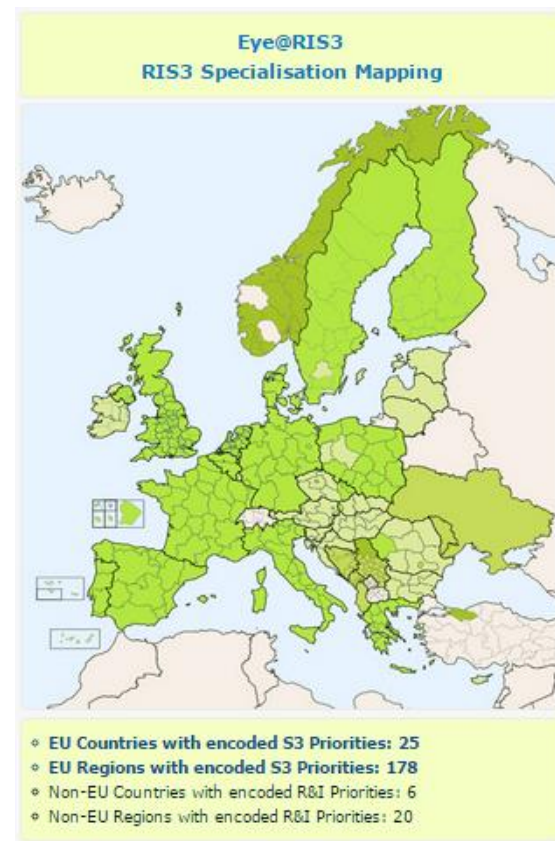 Eye@RIS3
RIS3 Specialisation Mapping
EU Countries with encoded S3 Priorities: 25
EU Regions with encoded S3 Priorities: 178
Non-EU Countries with encoded R&I Priorities: 6
Non-EU Regions with encoded R&I Priorities: 20